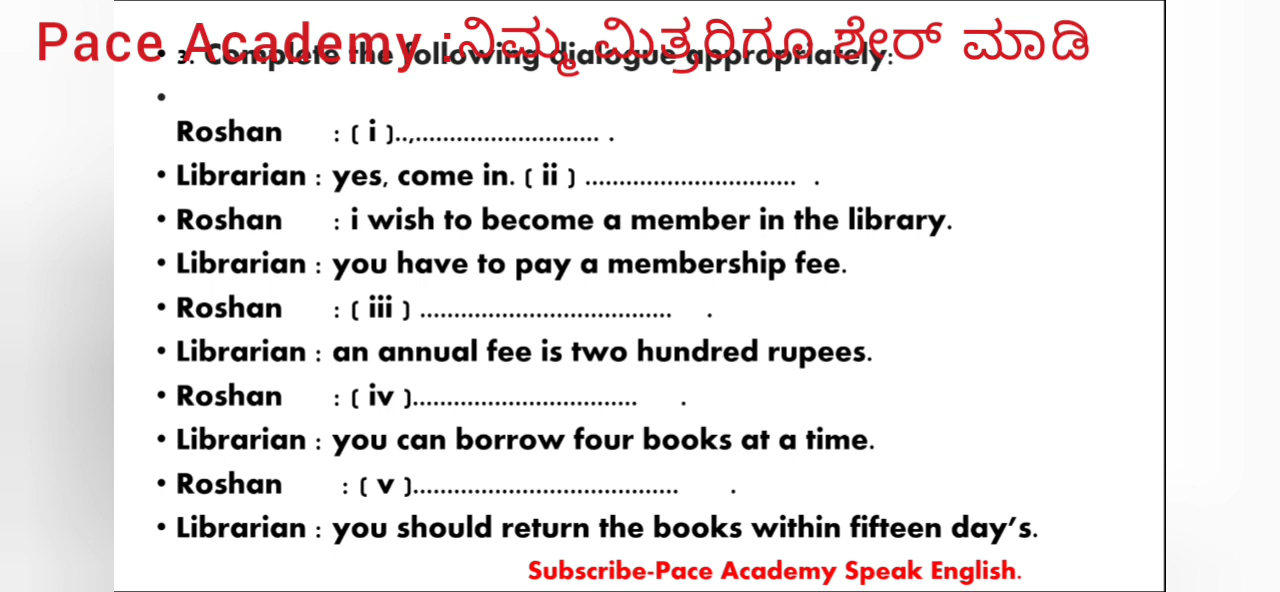 Pace Academy :ನಿಮ್ಮ ಮಿತ್ರರಿಗೂ ಶೇರ್ ಮಾಡಿ
• 3. Complete the following dialogue appropriately:
•
Roshan : ( i )..,........................... .
• Librarian : yes, come in. ( ii ) ............................... .
• Roshan : i wish to become a member in the library.
• Librarian : you have to pay a membership fee.
• Roshan : ( iii ) ..................................... .
• Librarian : an annual fee is two hundred rupees.
• Roshan : ( iv )................................. .
• Librarian : you can borrow four books at a time.
• Roshan : ( v )....................................... .
• Librarian : you should return the books within fifteen day’s.
Subscribe-Pace Academy Speak English.